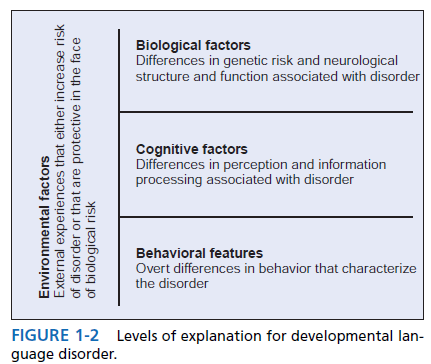 Environmental factors
External experiences that either increase risk
of disorder or that are protective in the face
of biological risk
Biological factors
Differences in genetic risk and neurological
structure and function associated with disorder
Cognitive factors
Differences in perception and information
processing associated with disorder
Behavioral features
Overt differences in behavior that characterize
the disorder
FIGURE 1-2 Levels of explanation for developmental lan-
guage disorder.